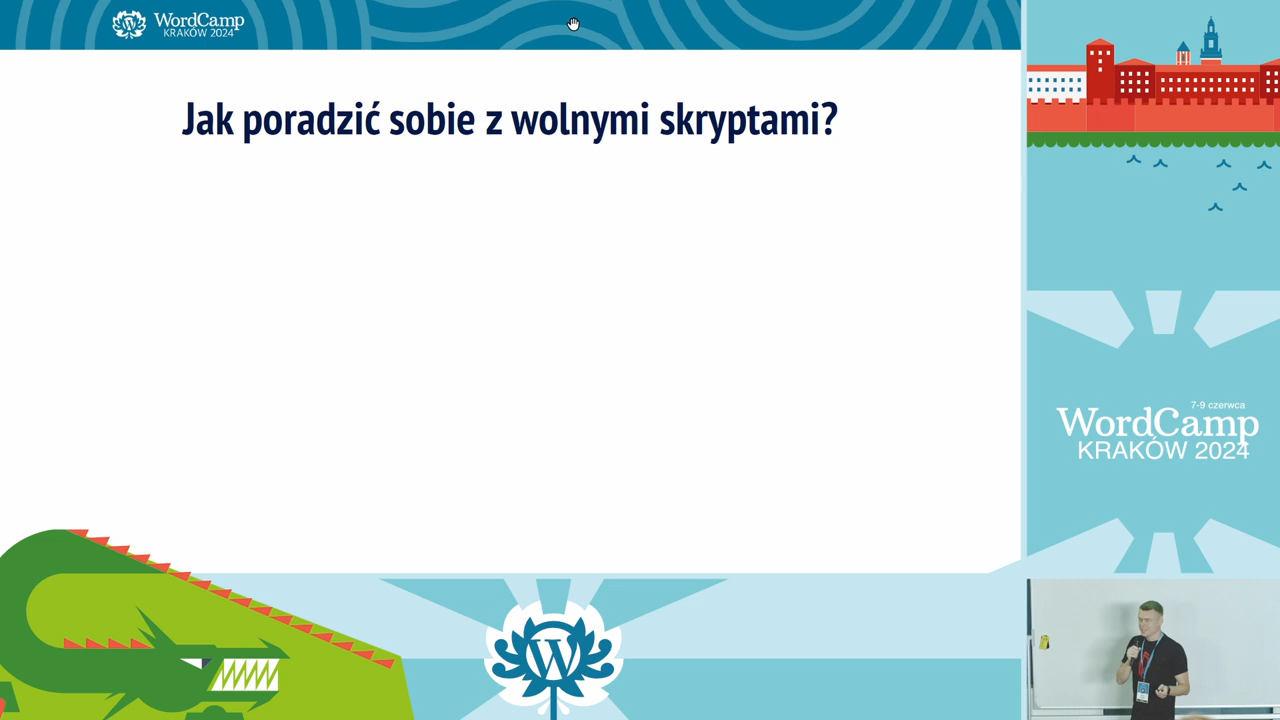 WordCamp
KRAKÓW 2024
Jak poradzić sobie z wolnymi skryptami?
7-9 czerwca
WordCamp
KRAKÓW 2024
W